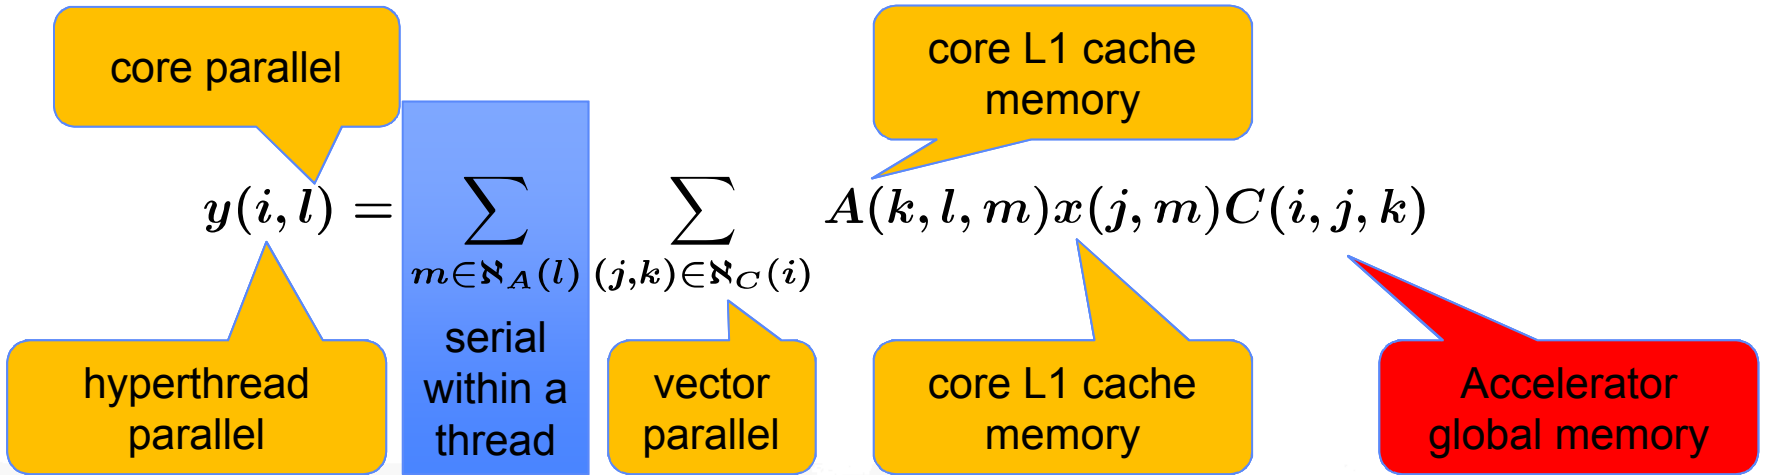 core parallel
core L1 cache
memory
y(i, l) = ∑ ∑ A(k, l, m)x(j, m)C(i, j, k)
m∈ℵ_A(l) (j,k)∈ℵ_C(i)
hyperthread
parallel
serial
within a
thread
vector
parallel
core L1 cache
memory
Accelerator
global memory